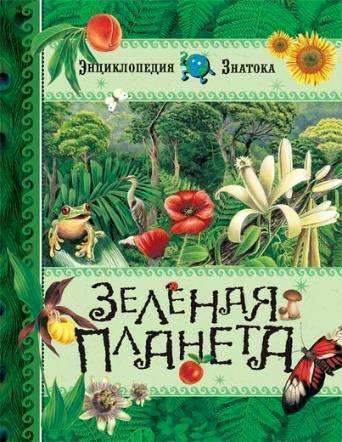 Энциклопедия Знатока
Зелёная
планета